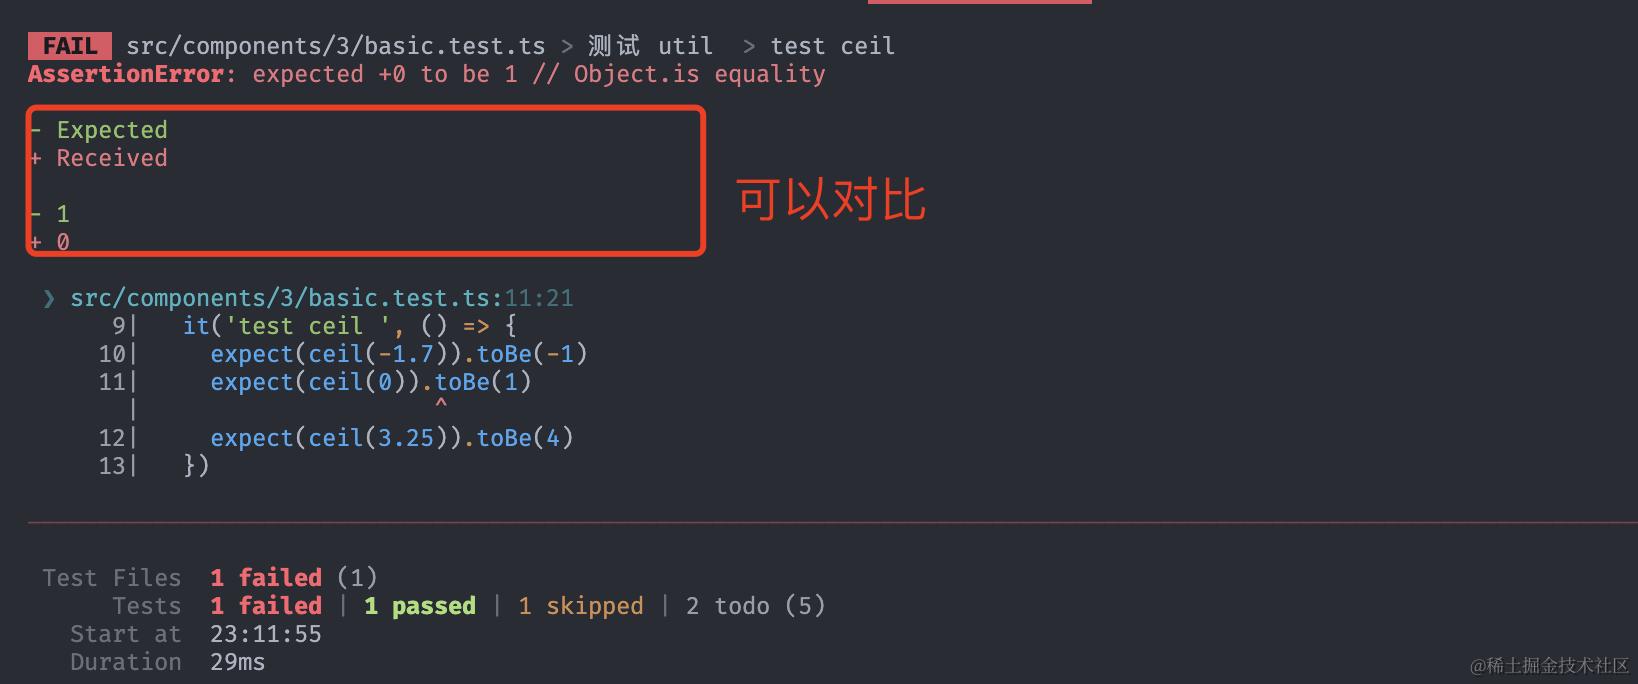 FAIL src/components/3/basic.test.ts > 测试 util > test ceil
AssertionError: expected +0 to be 1 // Object.is equality
- Expected
+ Received
- 1
+ 0
可以对比
❯ src/components/3/basic.test.ts:11:21
9| it('test ceil ', () => {
10| expect(ceil(-1.7)).toBe(-1)
11| expect(ceil(0)).toBe(1)
| ^
12| expect(ceil(3.25)).toBe(4)
13| })
Test Files 1 failed (1)
Tests 1 failed | 1 passed | 1 skipped | 2 todo (5)
Start at 23:11:55
Duration 29ms
@稀土掘金技术社区